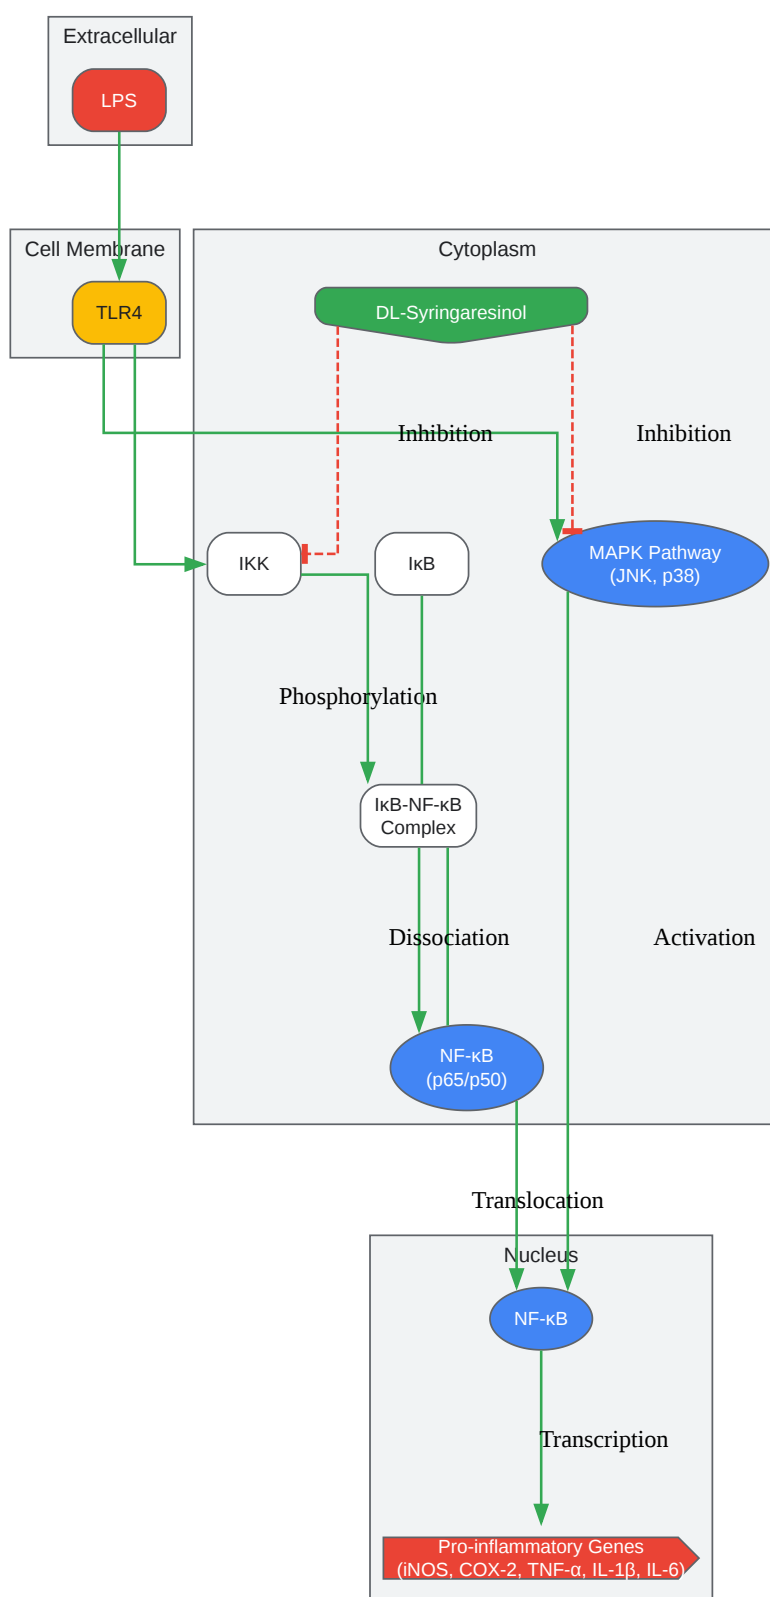 Extracellular
LPS
Cell Membrane
TLR4
Cytoplasm
DL-Syringaresinol
Inhibition
Inhibition
IKK
IκB
MAPK Pathway
(JNK, p38)
Phosphorylation
IκB-NF-κB
Complex
Dissociation
Activation
NF-κB
(p65/p50)
Translocation
Nucleus
NF-κB
Transcription
Pro-inflammatory Genes
(iNOS, COX-2, TNF-α, IL-1β, IL-6)